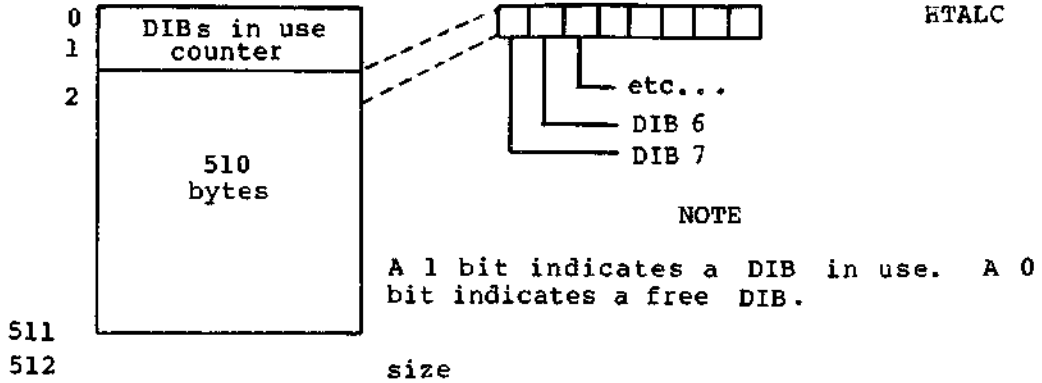 0
DIBs in use
HTALC
1
counter
2
etc...
DIB 6
DIB 7
510
bytes
NOTE
A 1 bit indicates a DIB in use. A 0
bit indicates a free DIB.
511
512
size